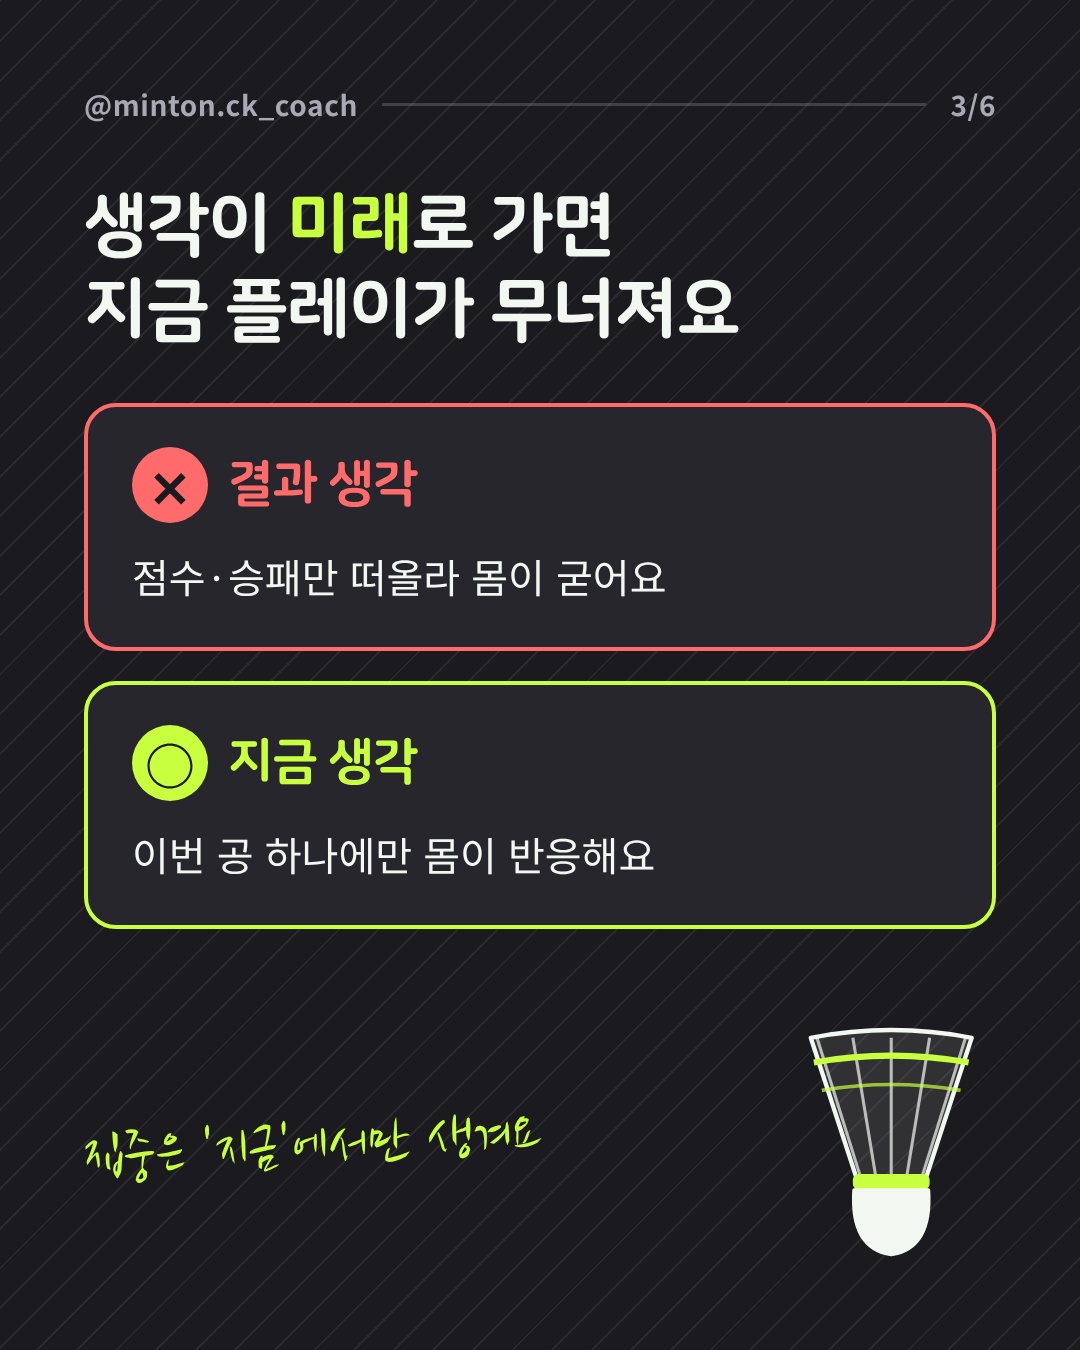 @minton.ck_coach 3/6
생각이 미래로 가면
지금 플레이가 무너져요
× 결과 생각
점수·승패만 떠올라 몸이 굳어요
◯ 지금 생각
이번 공 하나에만 몸이 반응해요
집중은 '지금'에서만 생겨요